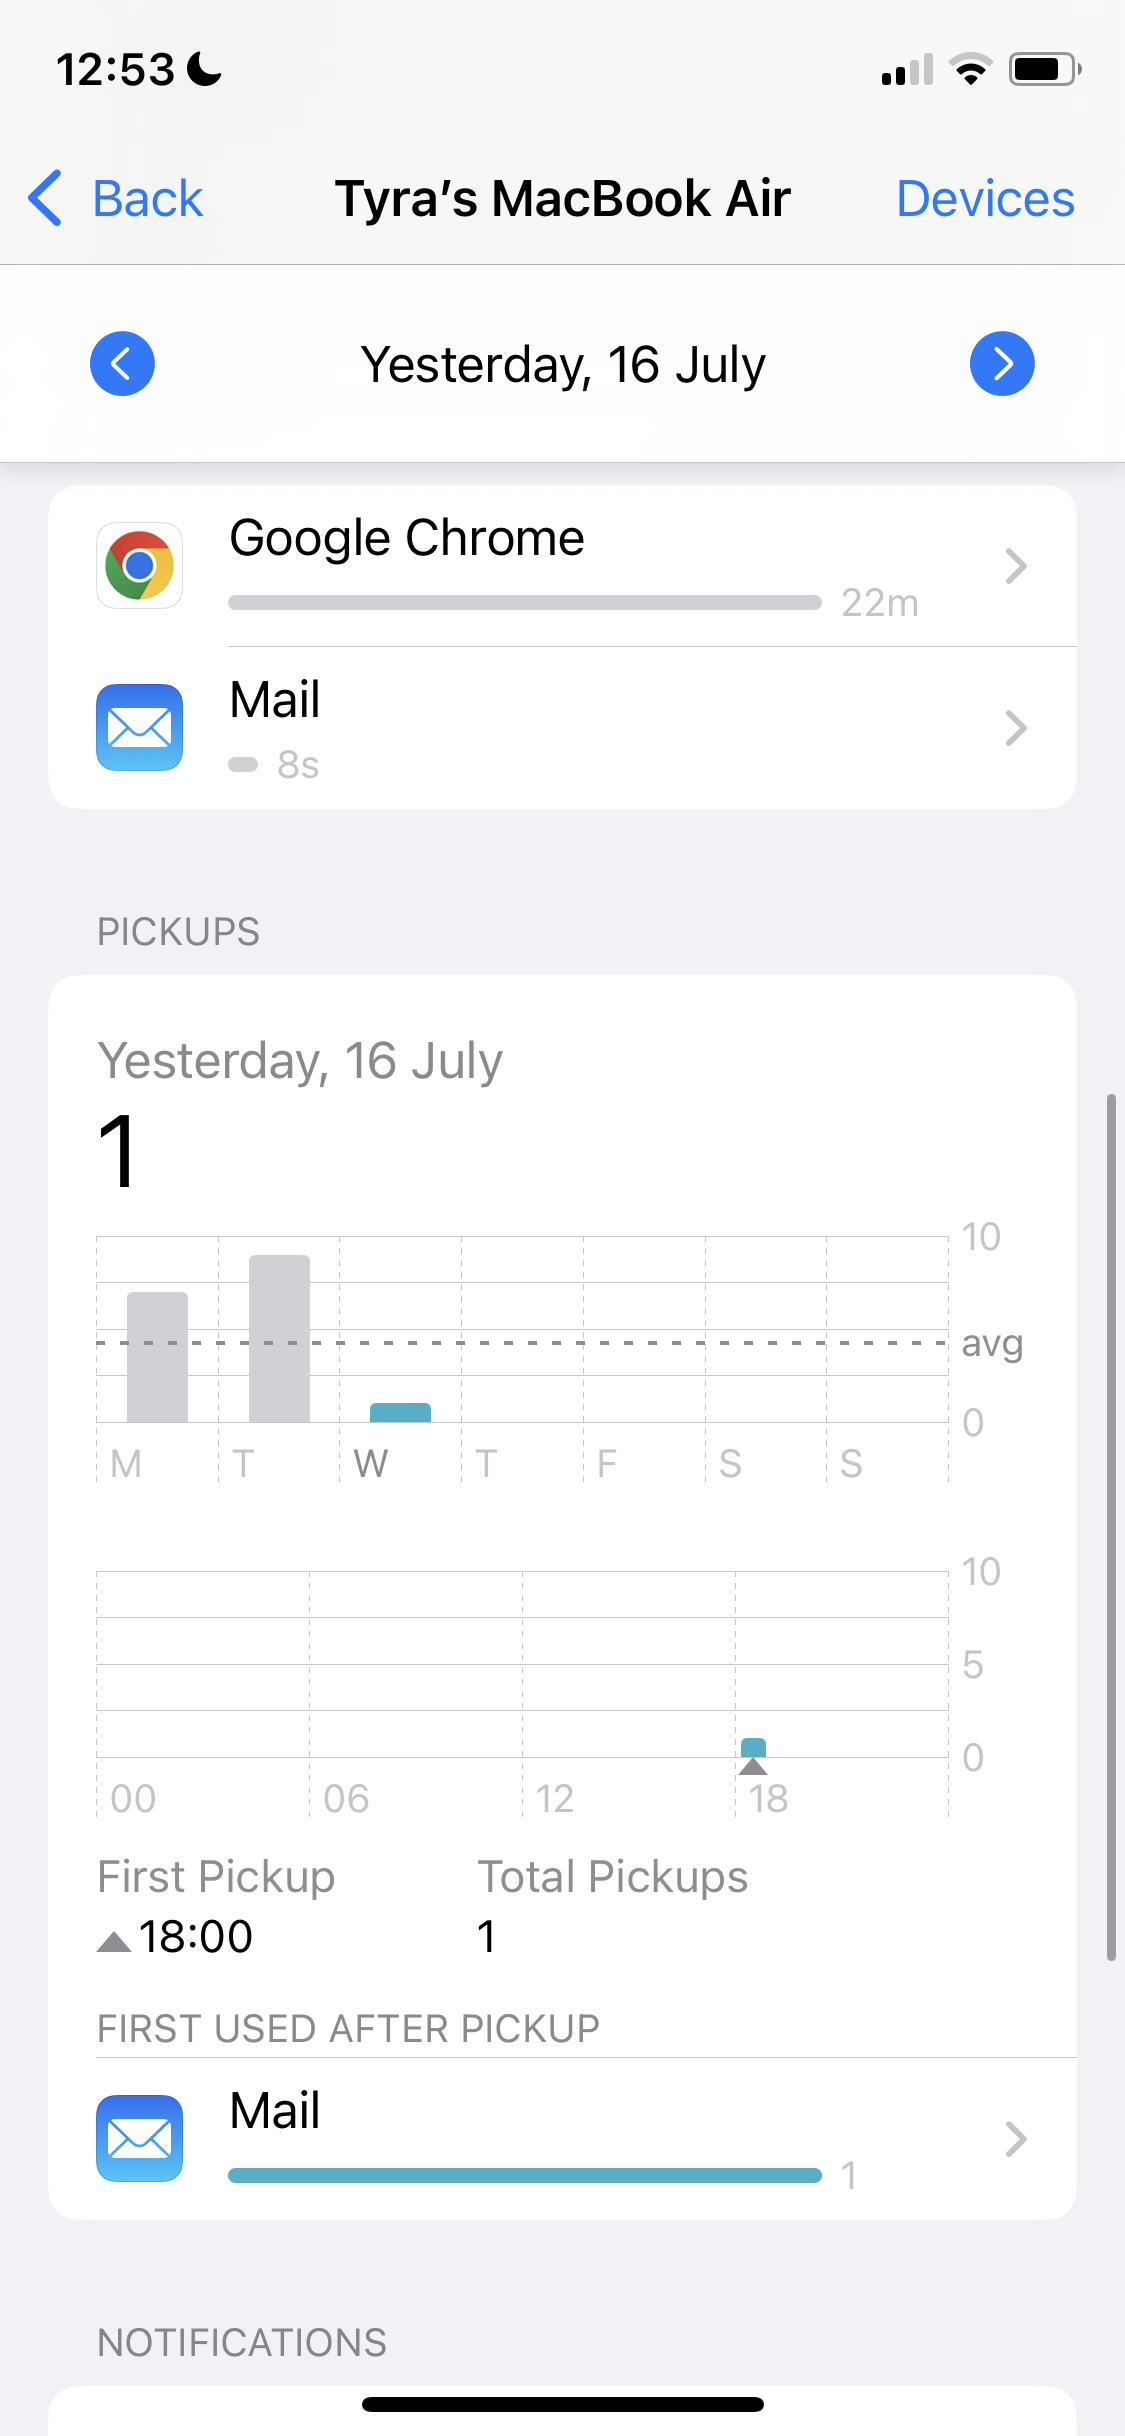 12:53
Back Tyra's MacBook Air Devices
Yesterday, 16 July
Google Chrome
22m
Mail
8s
PICKUPS
Yesterday, 16 July
1
10
avg
0
M T W T F S S
10
5
0
00 06 12 18
First Pickup Total Pickups
18:00 1
FIRST USED AFTER PICKUP
Mail
1
NOTIFICATIONS